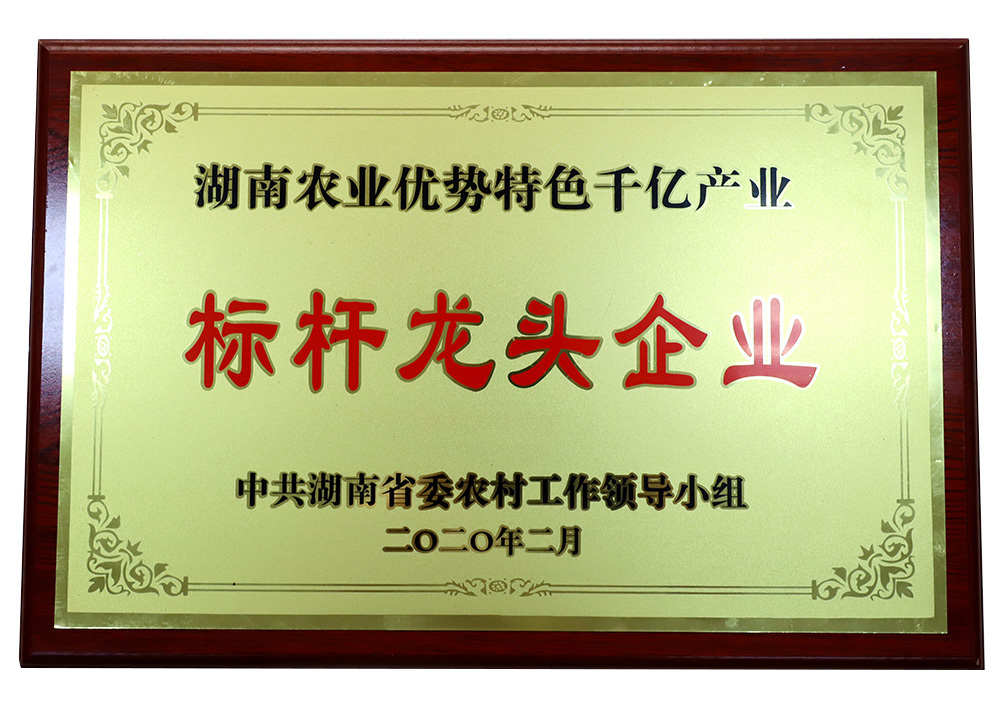 湖南农业优势特色千亿产业
标杆龙头企业
中共湖南省委农村工作领导小组
二〇二〇年二月